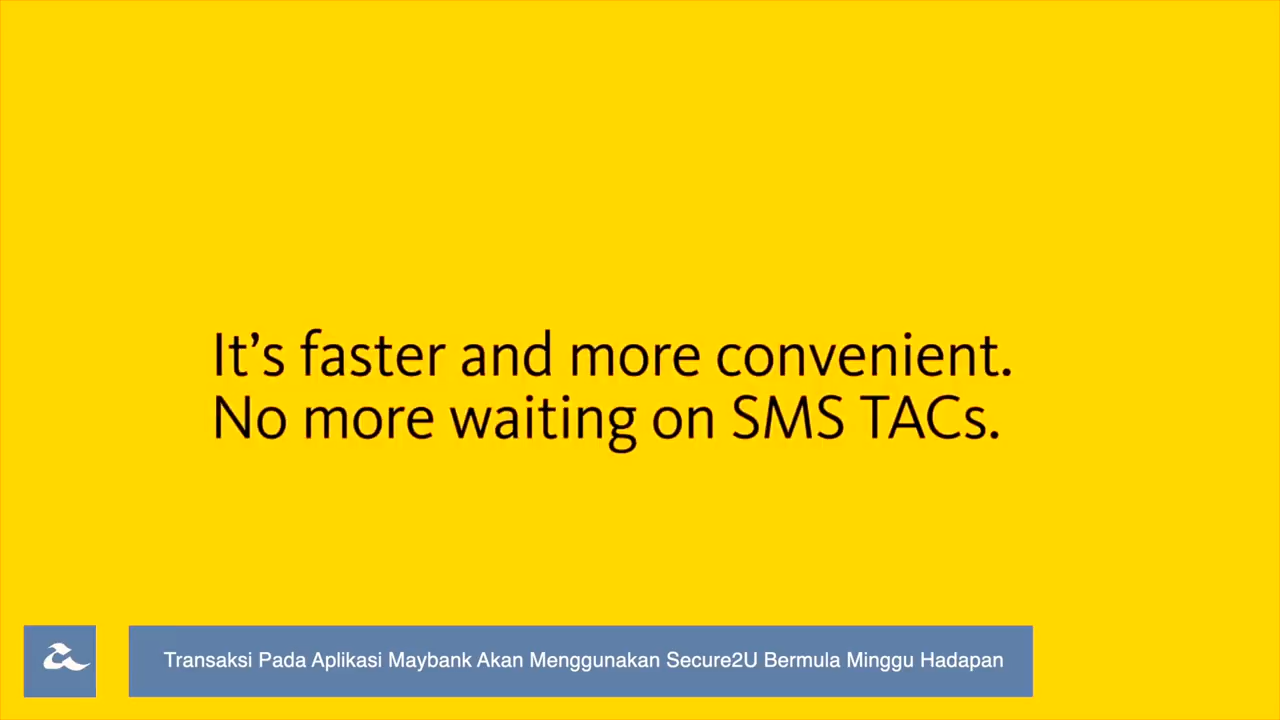 It's faster and more convenient.
No more waiting on SMS TACs.
Transaksi Pada Aplikasi Maybank Akan Menggunakan Secure2U Bermula Minggu Hadapan